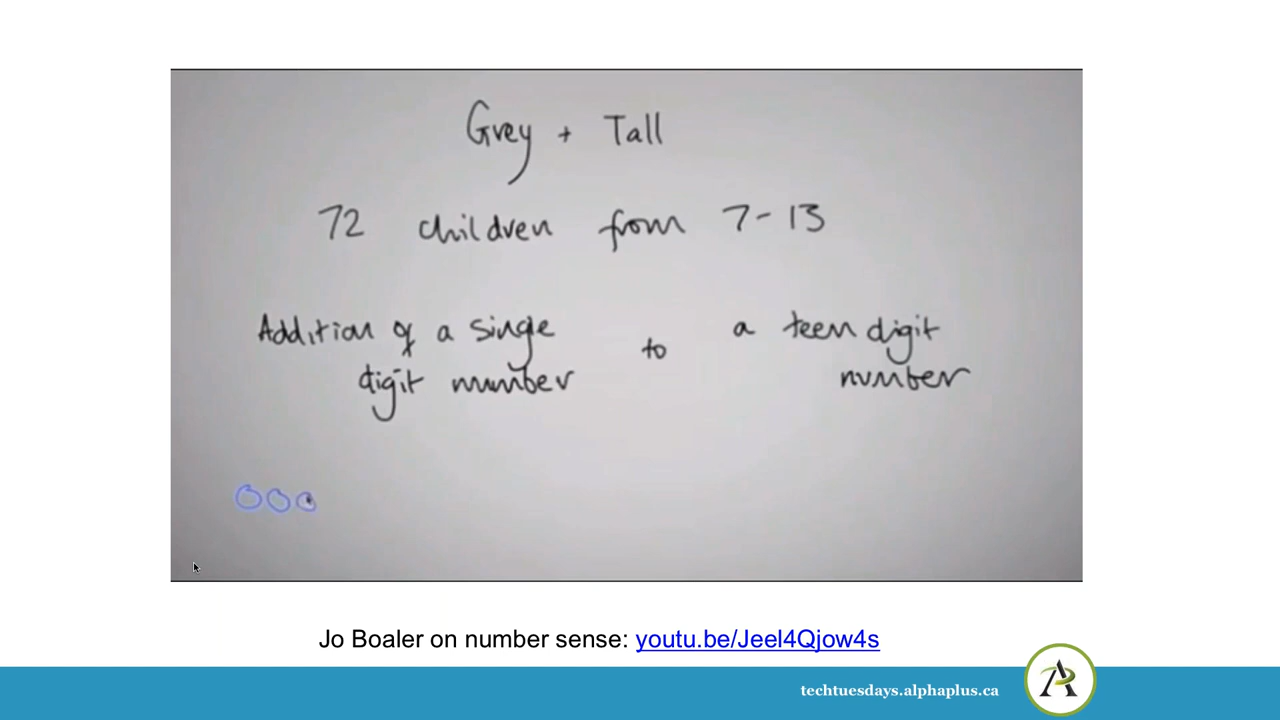 Grey + Tall
72 children from 7-13
Addition of a single digit number to a teen digit number
Jo Boaler on number sense: youtu.be/Jeel4Qjow4s
techtuesdays.alphaplus.ca